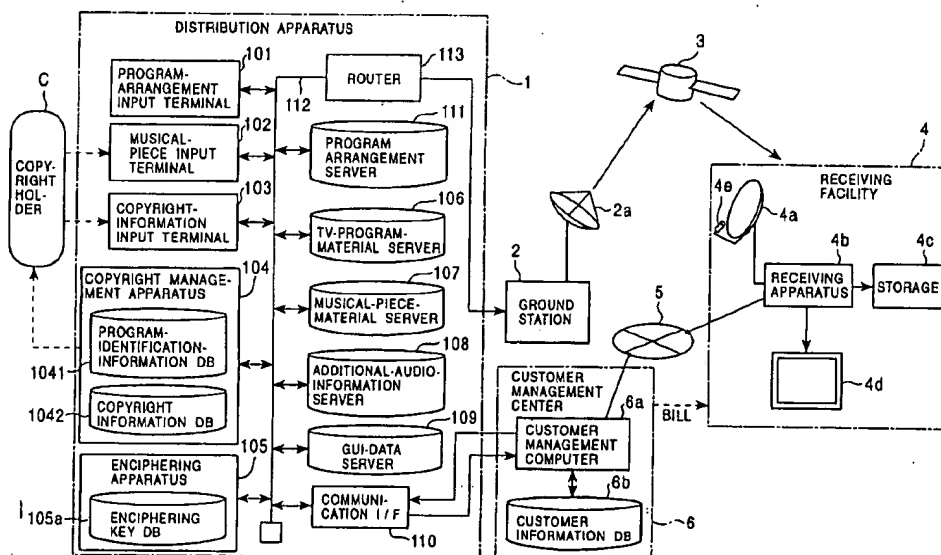 DISTRIBUTION APPARATUS
1
C
COPY-
RIGHT
HOLDER
101
PROGRAM-
ARRANGEMENT
INPUT TERMINAL
102
MUSICAL-
PIECE INPUT
TERMINAL
103
COPYRIGHT-
INFORMATION
INPUT TERMINAL
104
COPYRIGHT MANAGE-
MENT APPARATUS
PROGRAM-
IDENTIFICATION-
INFORMATION DB
1041
COPYRIGHT
INFORMATION DB
1042
105
ENCIPHERING
APPARATUS
ENCIPHERING
KEY DB
105a
113
ROUTER
112
111
PROGRAM
ARRANGEMENT
SERVER
106
TV-PROGRAM-
MATERIAL SERVER
107
MUSICAL-PIECE-
MATERIAL SERVER
108
ADDITIONAL-AUDIO-
INFORMATION
SERVER
109
GUI-DATA
SERVER
COMMUNI-
CATION I/F
110
2a
2
GROUND
STATION
3
4
RECEIVING
FACILITY
4e
4a
4b
RECEIVING
APPARATUS
4c
STORAGE
4d
5
CUSTOMER
MANAGEMENT
CENTER
6a
CUSTOMER
MANAGEMENT
COMPUTER
6b
CUSTOMER
INFORMATION DB
6
BILL